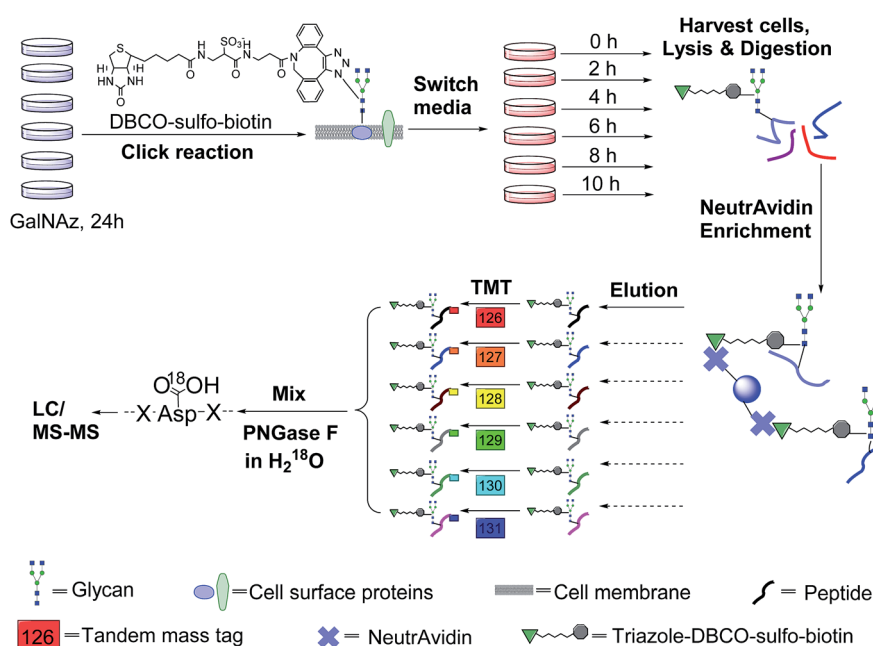 S
H
H
HN
NH
O
O
N
H
SO₃⁻
O
H
N
O
N
N
N
N
DBCO-sulfo-biotin
Click reaction
GalNAz, 24h
Switch
media
0 h
2 h
4 h
6 h
8 h
10 h
Harvest cells,
Lysis & Digestion
NeutrAvidin
Enrichment
Elution
TMT
126
127
128
129
130
131
Mix
PNGase F
in H₂¹⁸O
¹⁸
O OH
C
--X-Asp-X--
LC/
MS-MS
=Glycan
=Cell surface proteins
=Cell membrane
=Peptide
126 =Tandem mass tag
= NeutrAvidin
=Triazole-DBCO-sulfo-biotin